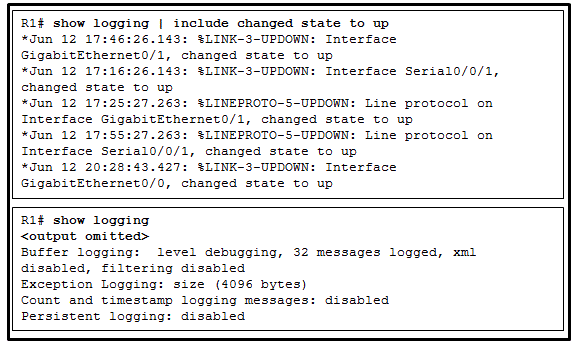 R1# show logging | include changed state to up
*Jun 12 17:46:26.143: %LINK-3-UPDOWN: Interface
GigabitEthernet0/1, changed state to up
*Jun 12 17:16:26.143: %LINK-3-UPDOWN: Interface Serial0/0/1,
changed state to up
*Jun 12 17:25:27.263: %LINEPROTO-5-UPDOWN: Line protocol on
Interface GigabitEthernet0/1, changed state to up
*Jun 12 17:55:27.263: %LINEPROTO-5-UPDOWN: Line protocol on
Interface Serial0/0/1, changed state to up
*Jun 12 20:28:43.427: %LINK-3-UPDOWN: Interface
GigabitEthernet0/0, changed state to up
R1# show logging
<output omitted>
Buffer logging:  level debugging, 32 messages logged, xml
disabled, filtering disabled
Exception Logging: size (4096 bytes)
Count and timestamp logging messages: disabled
Persistent logging: disabled